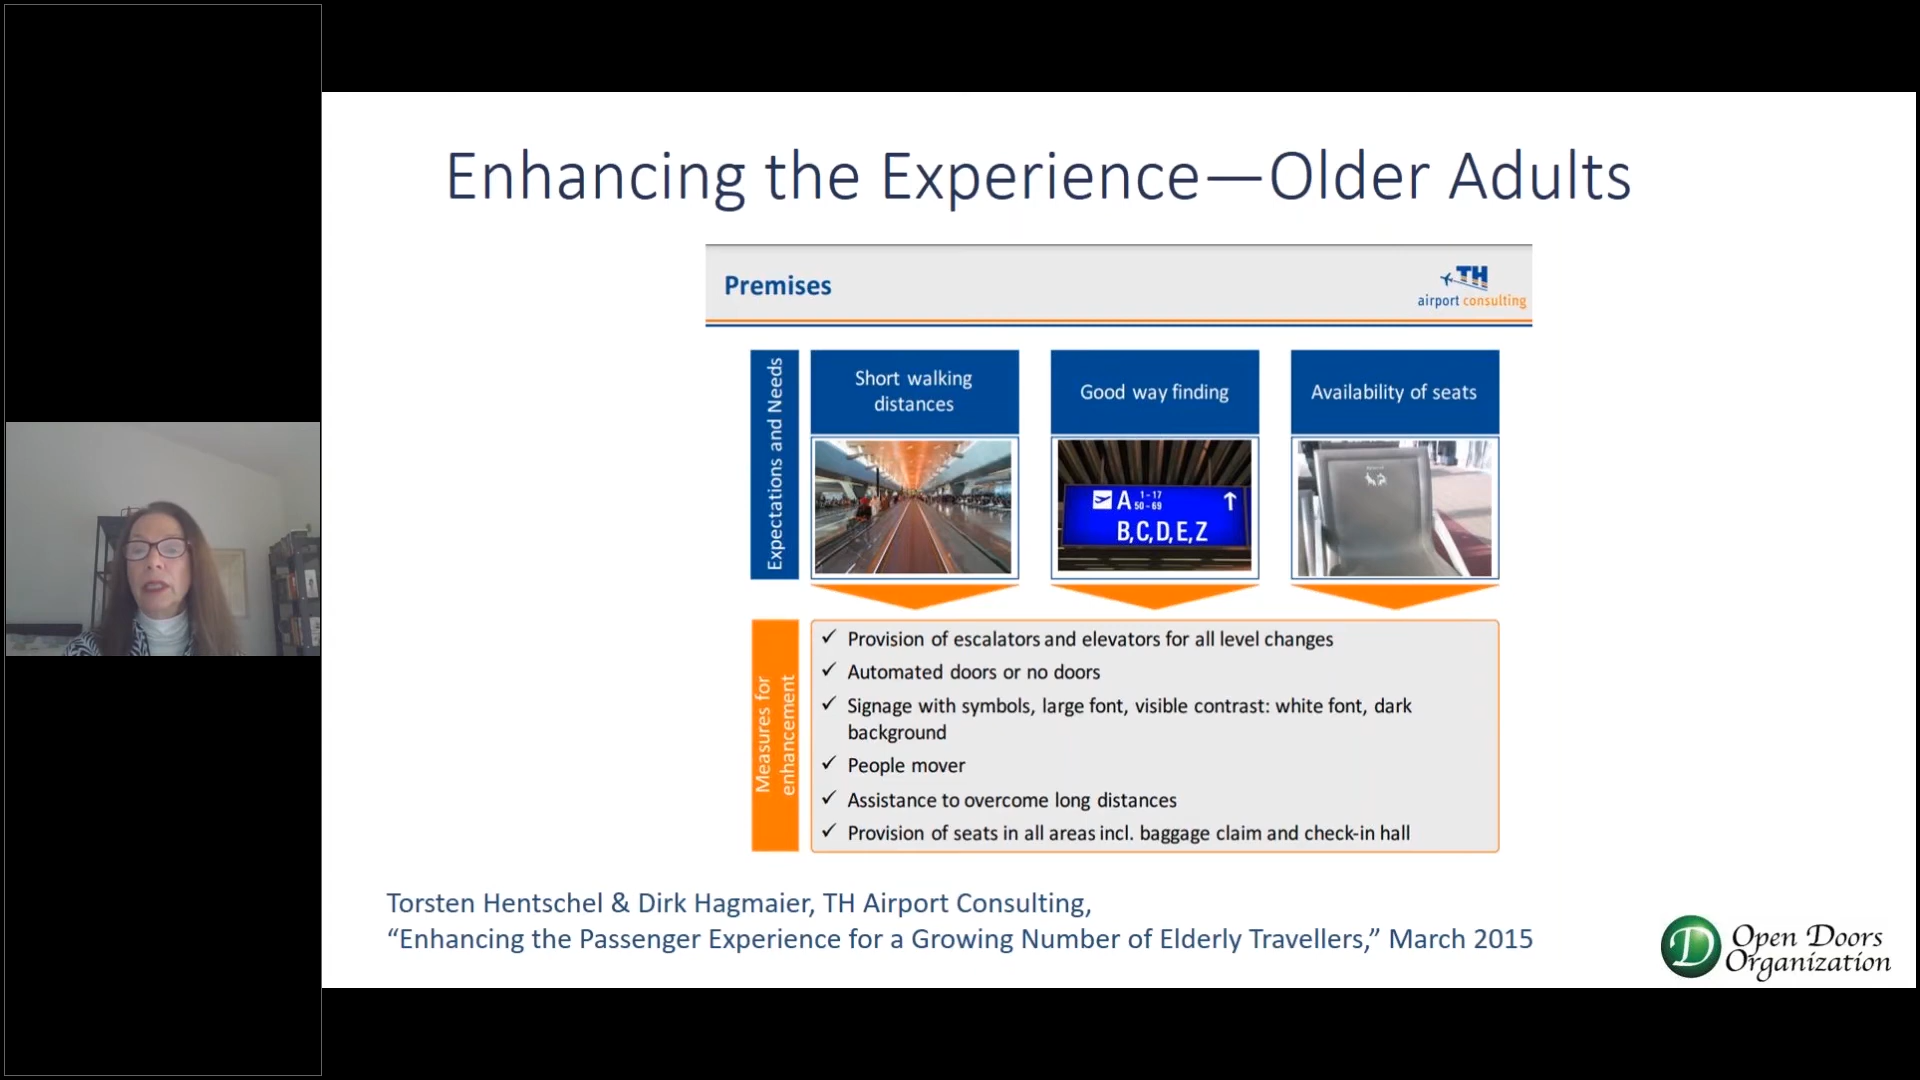 Enhancing the Experience—Older Adults
Premises
TH
airport consulting
Expectations and Needs
Short walking
distances
Good way finding
Availability of seats
A 1-17
50-69
B,C,D,E,Z
Measures for
enhancement
✓ Provision of escalators and elevators for all level changes
✓ Automated doors or no doors
✓ Signage with symbols, large font, visible contrast: white font, dark
background
✓ People mover
✓ Assistance to overcome long distances
✓ Provision of seats in all areas incl. baggage claim and check-in hall
Torsten Hentschel & Dirk Hagmaier, TH Airport Consulting,
“Enhancing the Passenger Experience for a Growing Number of Elderly Travellers,” March 2015
D
Open Doors
Organization